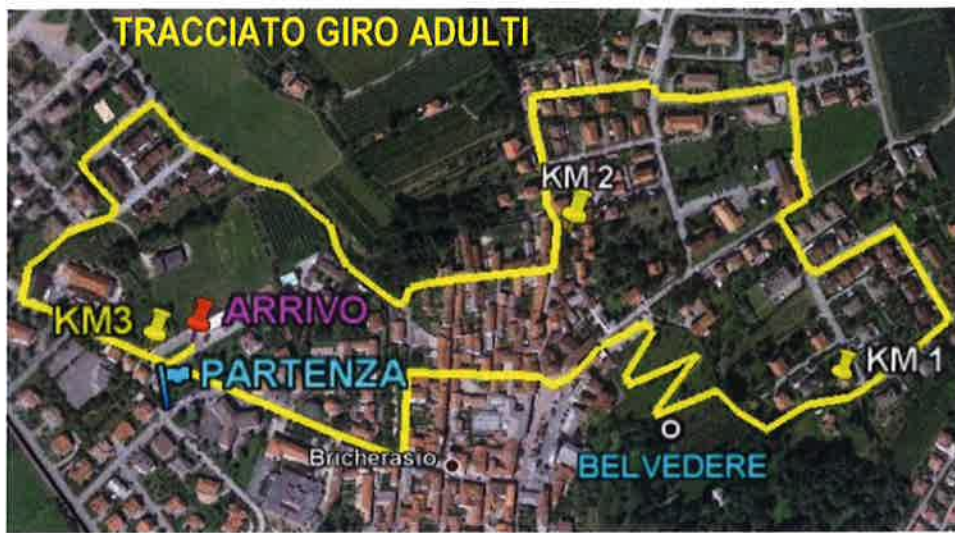 TRACCIATO GIRO ADULTI
KM 2
KM3
ARRIVO
PARTENZA
KM 1
Bricherasio
BELVEDERE